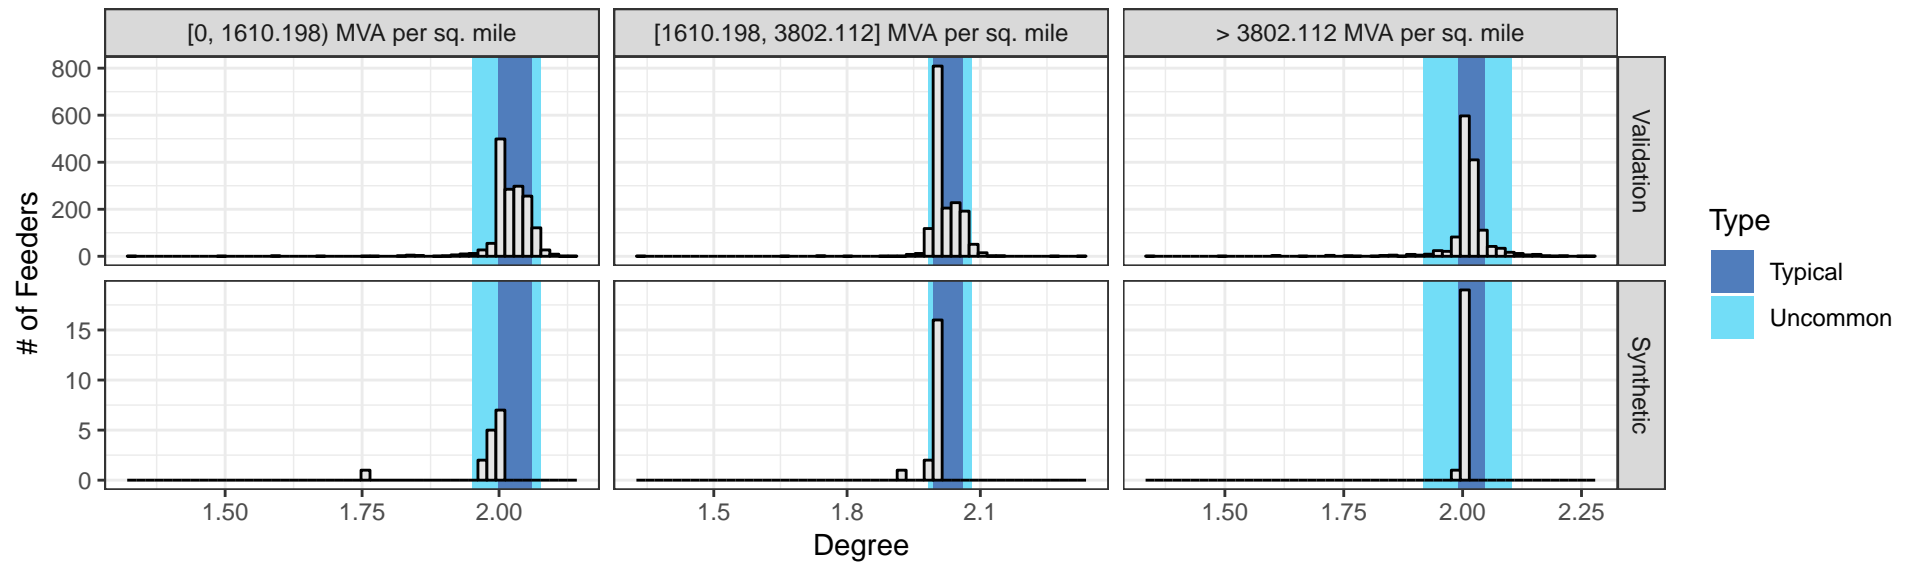 [0, 1610.198) MVA per sq. mile
[1610.198, 3802.112] MVA per sq. mile
> 3802.112 MVA per sq. mile
800
600
400
200
0
Validation
15
10
5
0
Synthetic
# of Feeders
1.50 1.75 2.00
1.5 1.8 2.1
1.50 1.75 2.00 2.25
Degree
Type
Typical
Uncommon